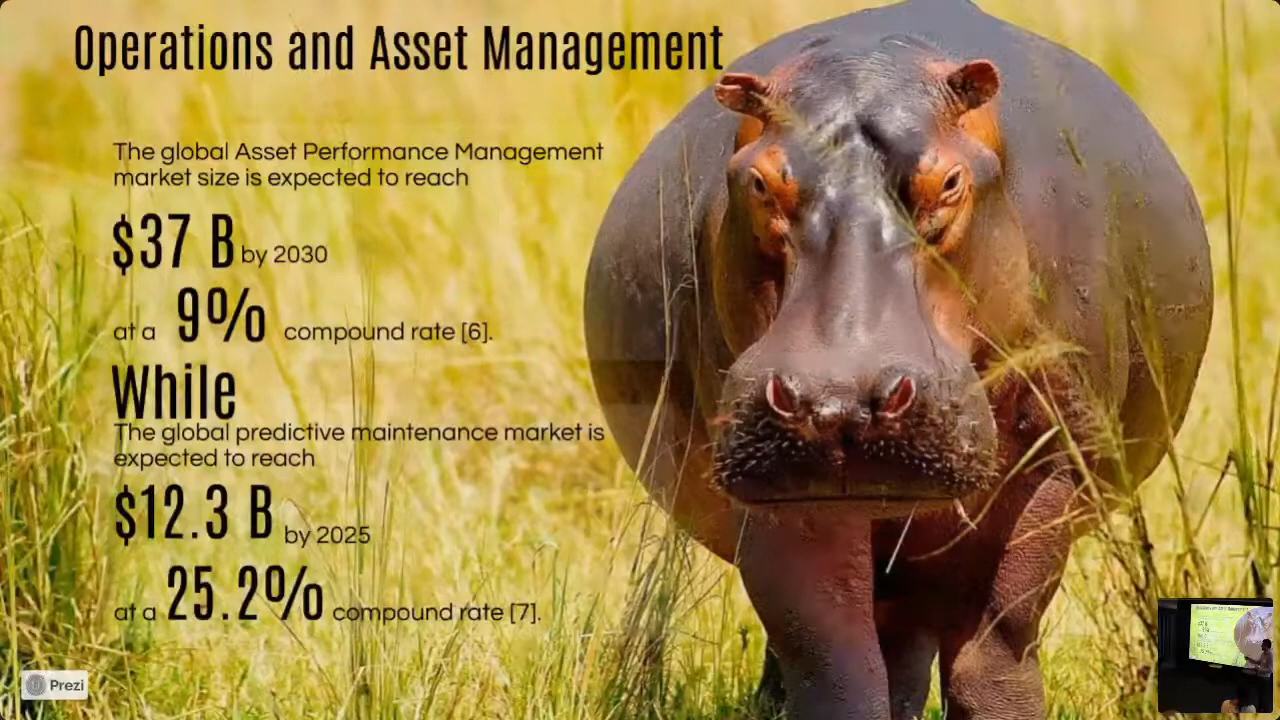 Operations and Asset Management
The global Asset Performance Management
market size is expected to reach
$37 B by 2030
at a 9% compound rate [6].
While
The global predictive maintenance market is
expected to reach
$12.3 B by 2025
at a 25.2% compound rate [7].
Prezi